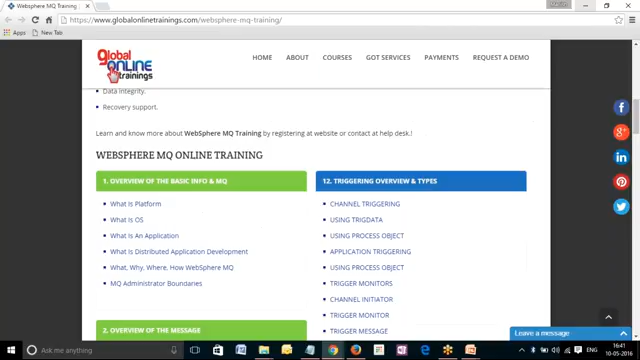 WebSphere MQ Training
https://www.globalonlinetrainings.com/websphere-mq-training/
Apps New Tab
global
ONLINE
trainings
HOME ABOUT COURSES GOT SERVICES PAYMENTS REQUEST A DEMO
Data Integrity.
Recovery support.
Learn and know more about WebSphere MQ Training by registering at website or contact at help desk.!
WEBSPHERE MQ ONLINE TRAINING
1. OVERVIEW OF THE BASIC INFO & MQ
What Is Platform
What Is OS
What Is An Application
What Is Distributed Application Development
What, Why, Where, How WebSphere MQ
MQ Administrator Boundaries
2. OVERVIEW OF THE MESSAGE
12. TRIGGERING OVERVIEW & TYPES
CHANNEL TRIGGERING
USING TRIGDATA
USING PROCESS OBJECT
APPLICATION TRIGGERING
USING PROCESS OBJECT
TRIGGER MONITORS
CHANNEL INITIATOR
TRIGGER MONITOR
TRIGGER MESSAGE
Leave a message
Ask me anything
ENG
16:41
10-05-2016